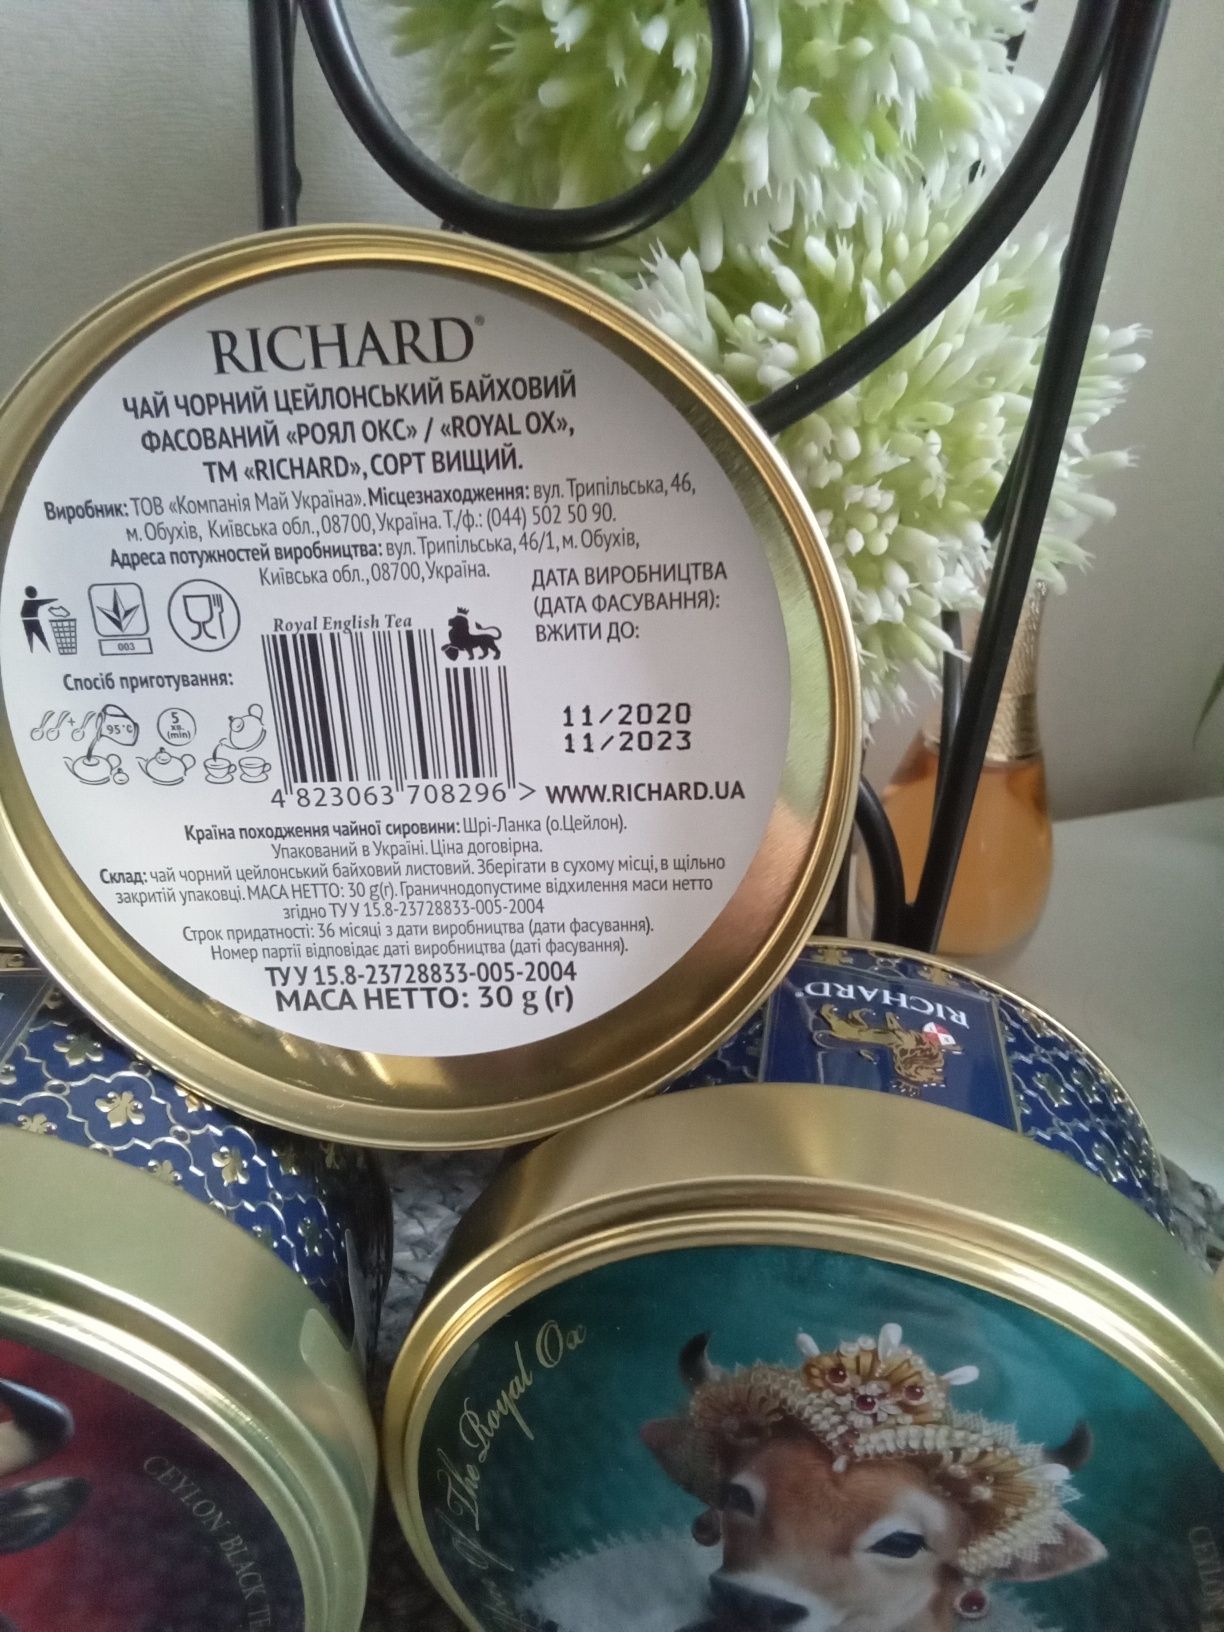 RICHARD®
ЧАЙ ЧОРНИЙ ЦЕЙЛОНСЬКИЙ БАЙХОВИЙ
ФАСОВАНИЙ «РОЯЛ ОКС» / «ROYAL OX»,
ТМ «RICHARD», СОРТ ВИЩИЙ.
Виробник: ТОВ «Компанія Май Україна». Місцезнаходження: вул. Трипільська, 46,
м. Обухів, Київська обл., 08700, Україна. Т./ф.: (044) 502 50 90.
Адреса потужностей виробництва: вул. Трипільська, 46/1, м. Обухів,
Київська обл., 08700, Україна.
ДАТА ВИРОБНИЦТВА
(ДАТА ФАСУВАННЯ):
ВЖИТИ ДО:
003
Royal English Tea
Спосіб приготування:
95°C
5
хв.
(min)
11/2020
11/2023
4 823063 708296 >
WWW.RICHARD.UA
Країна походження чайної сировини: Шрі-Ланка (о.Цейлон).
Упакований в Україні. Ціна договірна.
Склад: чай чорний цейлонський байховий листовий. Зберігати в сухому місці, в щільно
закритій упаковці. МАСА НЕТТО: 30 g(г). Граничнодопустиме відхилення маси нетто
згідно ТУ У 15.8-23728833-005-2004
Строк придатності: 36 місяці з дати виробництва (дати фасування).
Номер партії відповідає даті виробництва (даті фасування).
ТУ У 15.8-23728833-005-2004
МАСА НЕТТО: 30 g (г)
RICHARD®
Of The Royal Ox
CEYLON BLACK